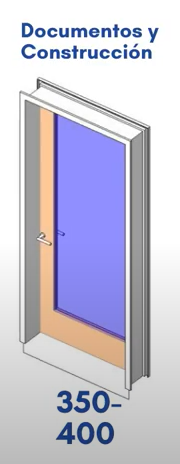 Documentos y
Construcción
350-
400